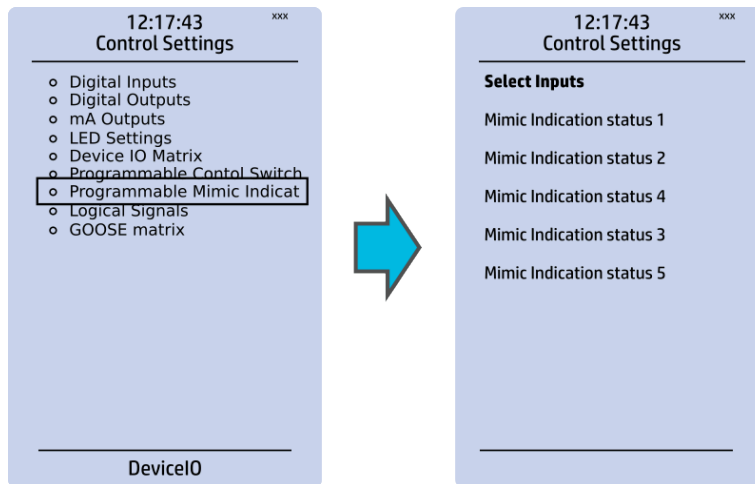 12:17:43 xxx
Control Settings
Digital Inputs
Digital Outputs
mA Outputs
LED Settings
Device IO Matrix
Programmable Contol Switch
Programmable Mimic Indicat
Logical Signals
GOOSE matrix
DeviceIO
12:17:43 xxx
Control Settings
Select Inputs
Mimic Indication status 1
Mimic Indication status 2
Mimic Indication status 4
Mimic Indication status 3
Mimic Indication status 5